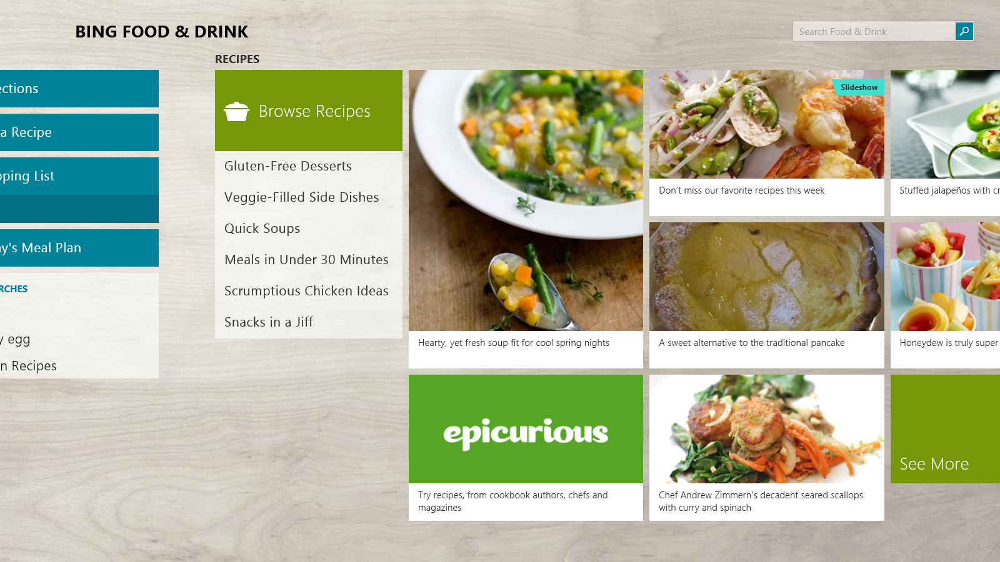 BING FOOD & DRINK
Search Food & Drink
RECIPES
ections
a Recipe
pping List
y's Meal Plan
RCHES
y egg
n Recipes
Browse Recipes
Gluten-Free Desserts
Veggie-Filled Side Dishes
Quick Soups
Meals in Under 30 Minutes
Scrumptious Chicken Ideas
Snacks in a Jiff
Hearty, yet fresh soup fit for cool spring nights
epicurious
Try recipes, from cookbook authors, chefs and
magazines
Slideshow
Don’t miss our favorite recipes this week
A sweet alternative to the traditional pancake
Chef Andrew Zimmern's decadent seared scallops
with curry and spinach
Stuffed jalapeños with cr
Honeydew is truly super
See More